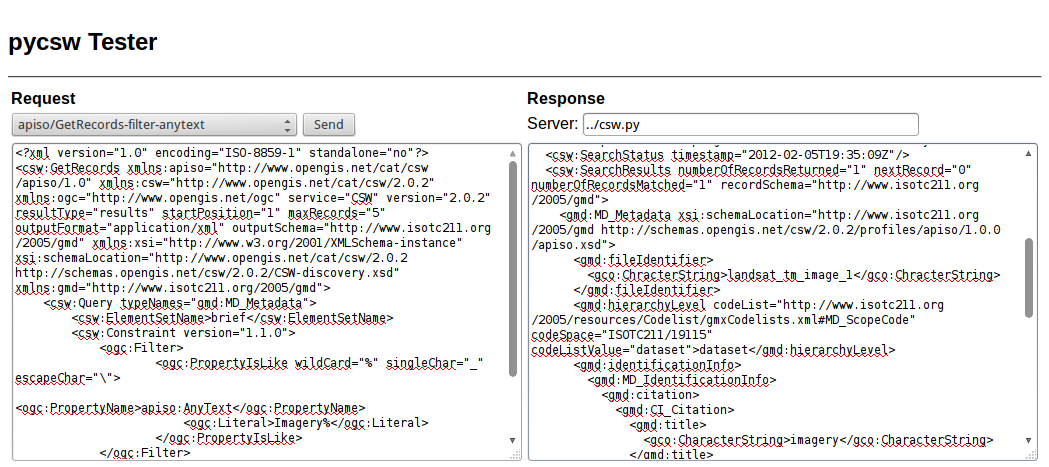 pycsw Tester
Request
apiso/GetRecords-filter-anytext
Send
<?xml version="1.0" encoding="ISO-8859-1" standalone="no"?>
<csw:GetRecords xmlns:apiso="http://www.opengis.net/cat/csw
/apiso/1.0" xmlns:csw="http://www.opengis.net/cat/csw/2.0.2"
xmlns:ogc="http://www.opengis.net/ogc" service="CSW" version="2.0.2"
resultType="results" startPosition="1" maxRecords="5"
outputFormat="application/xml" outputSchema="http://www.isotc211.org
/2005/gmd" xmlns:xsi="http://www.w3.org/2001/XMLSchema-instance"
xsi:schemaLocation="http://www.opengis.net/cat/csw/2.0.2
http://schemas.opengis.net/csw/2.0.2/CSW-discovery.xsd"
xmlns:gmd="http://www.isotc211.org/2005/gmd">
<csw:Query typeNames="gmd:MD_Metadata">
<csw:ElementSetName>brief</csw:ElementSetName>
<csw:Constraint version="1.1.0">
<ogc:Filter>
<ogc:PropertyIsLike wildCard="%" singleChar="_"
escapeChar="\">
<ogc:PropertyName>apiso:AnyText</ogc:PropertyName>
<ogc:Literal>Imagery%</ogc:Literal>
</ogc:PropertyIsLike>
</ogc:Filter>
Response
Server: ../csw.py
<csw:SearchStatus timestamp="2012-02-05T19:35:09Z"/>
<csw:SearchResults numberOfRecordsReturned="1" nextRecord="0"
numberOfRecordsMatched="1" recordSchema="http://www.isotc211.org
/2005/gmd">
<gmd:MD_Metadata xsi:schemaLocation="http://www.isotc211.org
/2005/gmd http://schemas.opengis.net/csw/2.0.2/profiles/apiso/1.0.0
/apiso.xsd">
<gmd:fileIdentifier>
<gco:ChracterString>landsat_tm_image_1</gco:ChracterString>
</gmd:fileIdentifier>
<gmd:hierarchyLevel codeList="http://www.isotc211.org
/2005/resources/Codelist/gmxCodelists.xml#MD_ScopeCode"
codeSpace="ISOTC211/19115"
codeListValue="dataset">dataset</gmd:hierarchyLevel>
<gmd:identificationInfo>
<gmd:MD_IdentificationInfo>
<gmd:citation>
<gmd:CI_Citation>
<gmd:title>
<gco:CharacterString>imagery</gco:CharacterString>
</gmd:title>